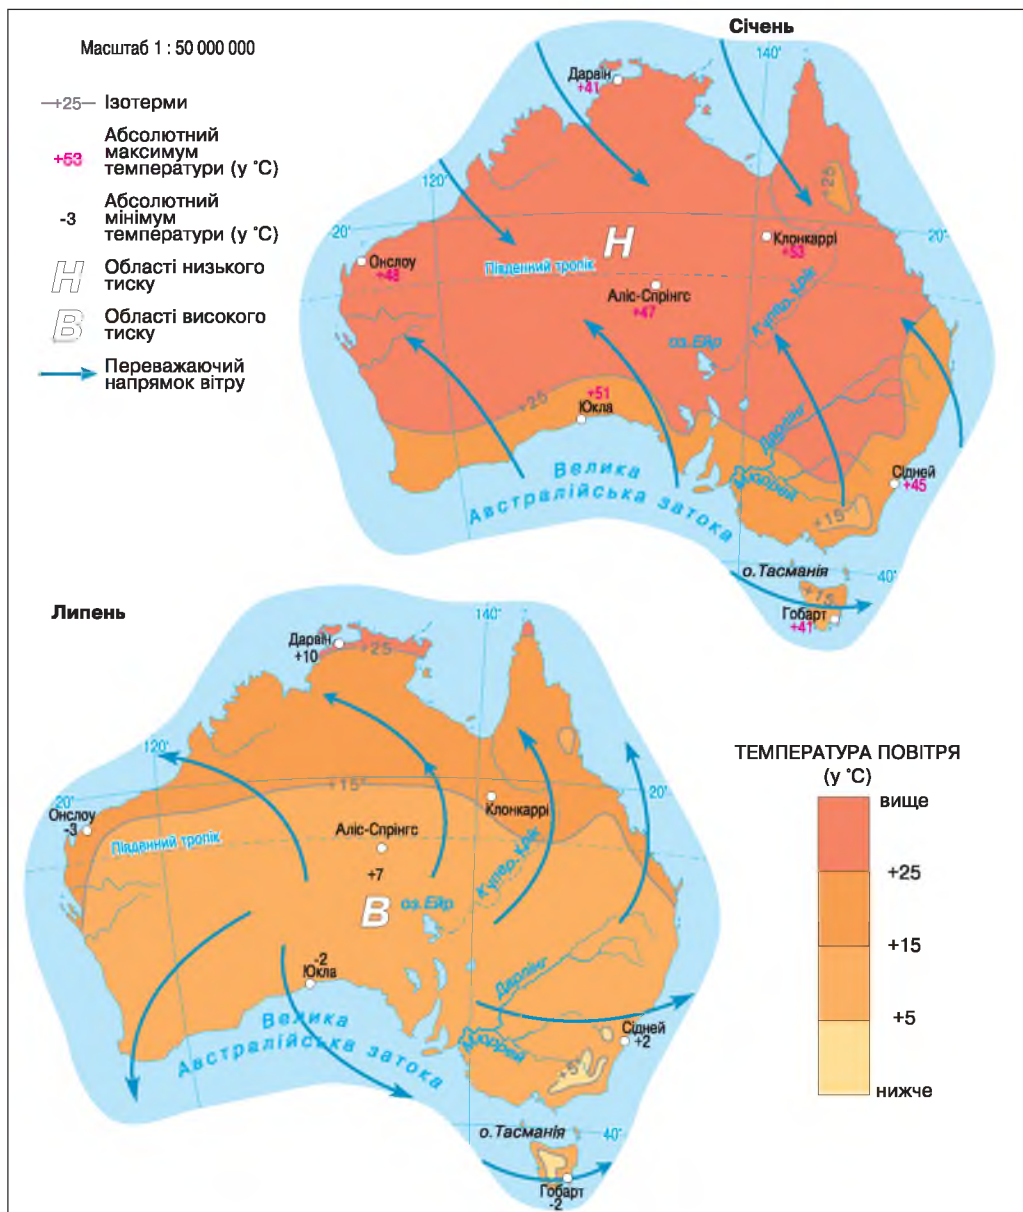 Масштаб 1 : 50 000 000
+25 Ізотерми
+53 Абсолютний
максимум
температури (у °C)
-3 Абсолютний
мінімум
температури (у °C)
Н Області низького
тиску
В Області високого
тиску
Переважаючий
напрямок вітру
Січень
140°
Дарвін
+41
120°
+25
20°
20°
Н
Клонкаррі
+53
Онслоу
+48
Південний тропік
Аліс-Спрінгс
+47
Купер-Крік
оз.Ейр
+25
+51
Юкла
Дарлінг
Муррей
Сідней
+45
Велика
Австралійська затока
+15
о.Тасманія
40°
+15
Гобарт
+41
Липень
140°
Дарвін
+10
+25
120°
+15°
20°
20°
Онслоу
-3
Клонкаррі
Аліс-Спрінгс
Південний тропік
+7
Купер-Крік
В
оз.Ейр
-2
Юкла
Дарлінг
Муррей
Сідней
+2
Велика
Австралійська затока
+5°
о.Тасманія
40°
Гобарт
-2
ТЕМПЕРАТУРА ПОВІТРЯ
(у °C)
вище
+25
+15
+5
нижче